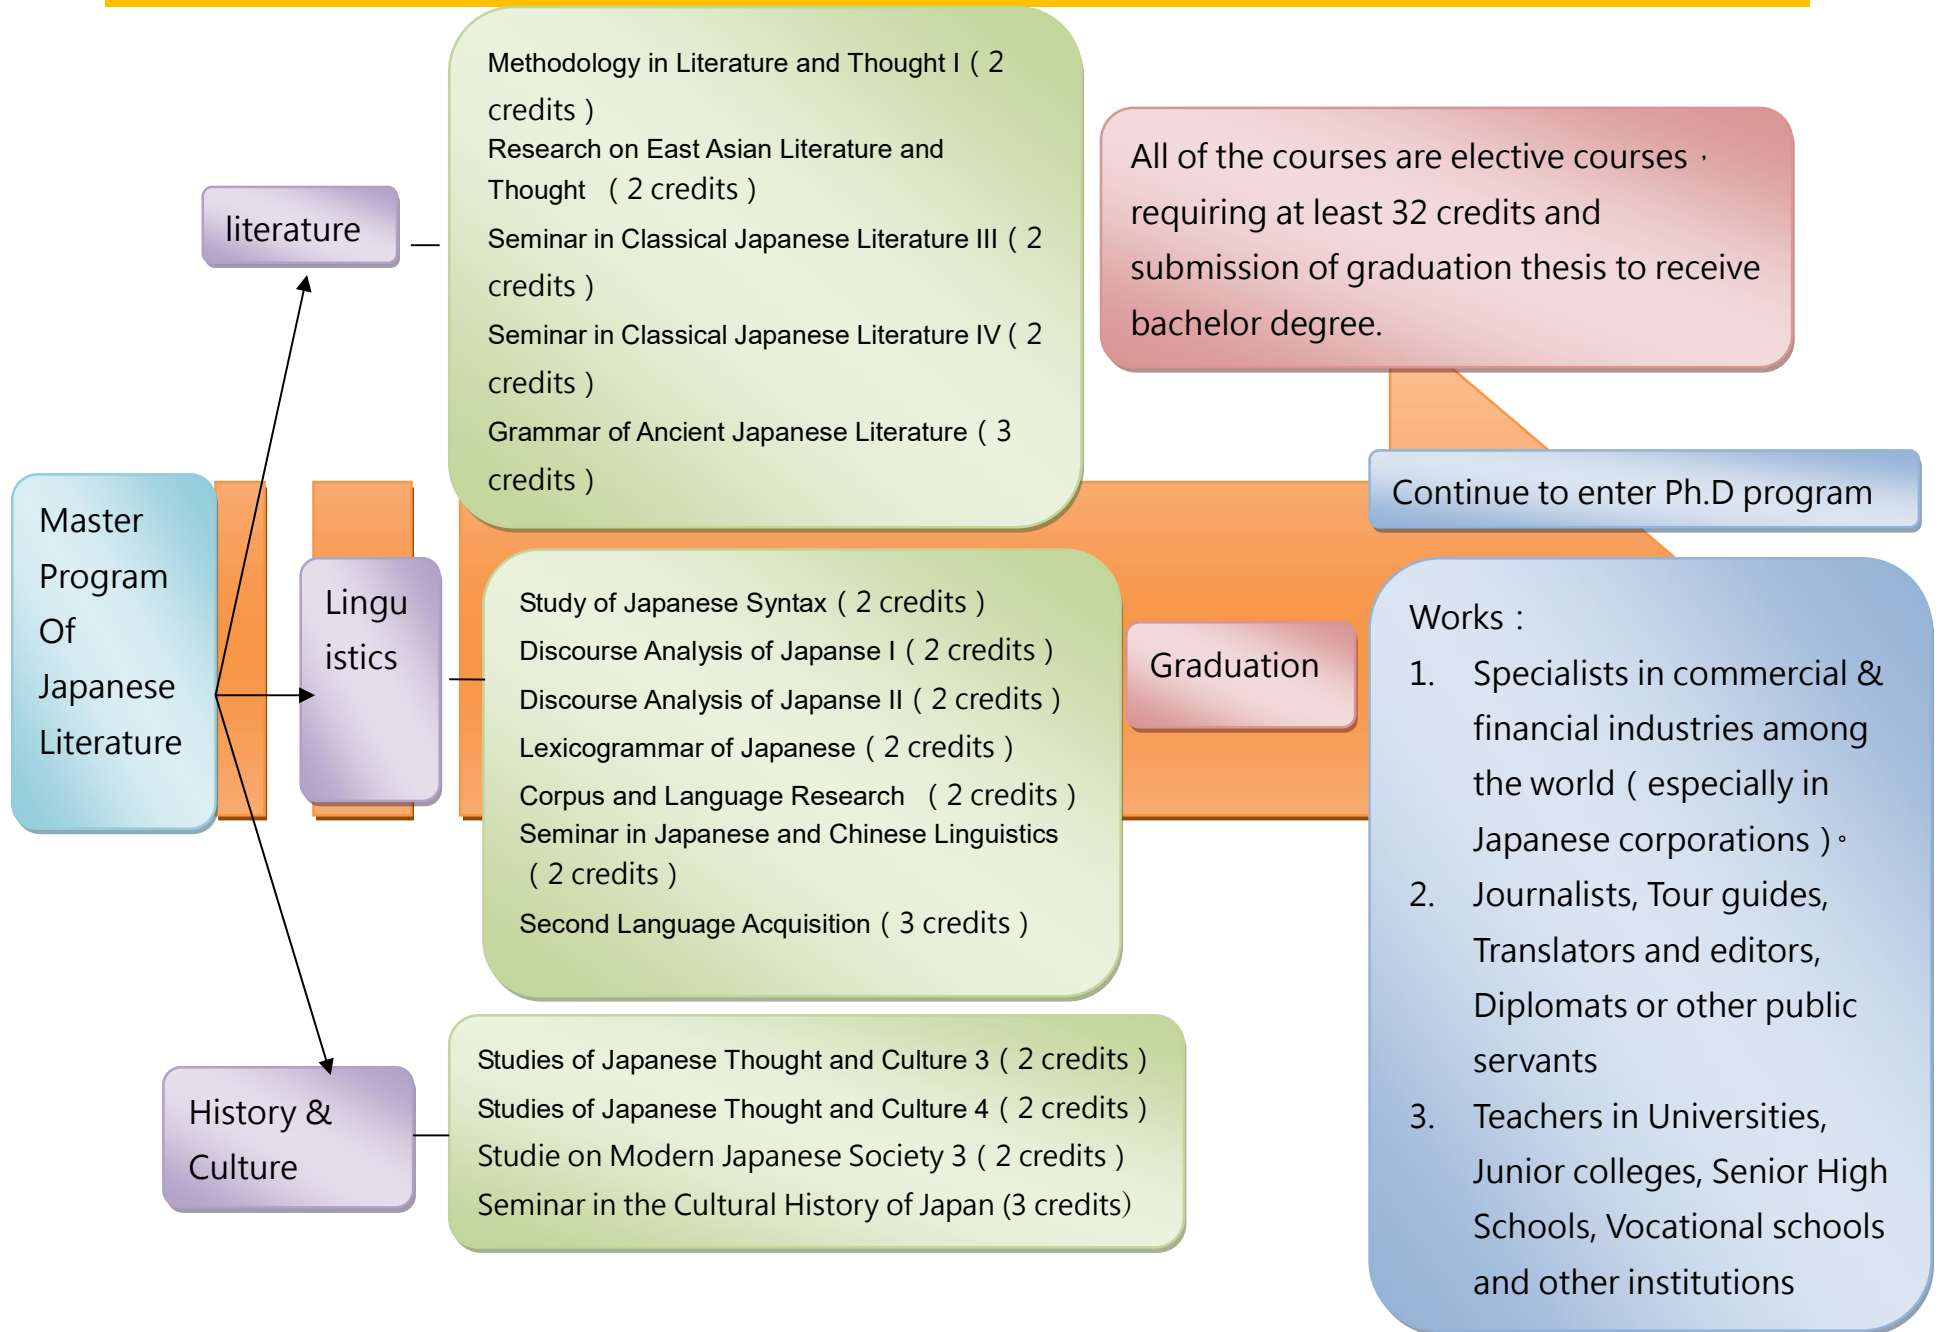 Master
Program
Of
Japanese
Literature
literature
Methodology in Literature and Thought I（2
credits）
Research on East Asian Literature and
Thought （2 credits）
Seminar in Classical Japanese Literature III（2
credits）
Seminar in Classical Japanese Literature IV（2
credits）
Grammar of Ancient Japanese Literature（3
credits）
Lingu
istics
Study of Japanese Syntax（2 credits）
Discourse Analysis of Japanse I（2 credits）
Discourse Analysis of Japanse II（2 credits）
Lexicogrammar of Japanese（2 credits）
Corpus and Language Research （2 credits）
Seminar in Japanese and Chinese Linguistics
（2 credits）
Second Language Acquisition（3 credits）
History &
Culture
Studies of Japanese Thought and Culture 3（2 credits）
Studies of Japanese Thought and Culture 4（2 credits）
Studie on Modern Japanese Society 3（2 credits）
Seminar in the Cultural History of Japan (3 credits）
All of the courses are elective courses，
requiring at least 32 credits and
submission of graduation thesis to receive
bachelor degree.
Graduation
Continue to enter Ph.D program
Works：
1. Specialists in commercial &
financial industries among
the world（especially in
Japanese corporations）。
2. Journalists, Tour guides,
Translators and editors,
Diplomats or other public
servants
3. Teachers in Universities,
Junior colleges, Senior High
Schools, Vocational schools
and other institutions